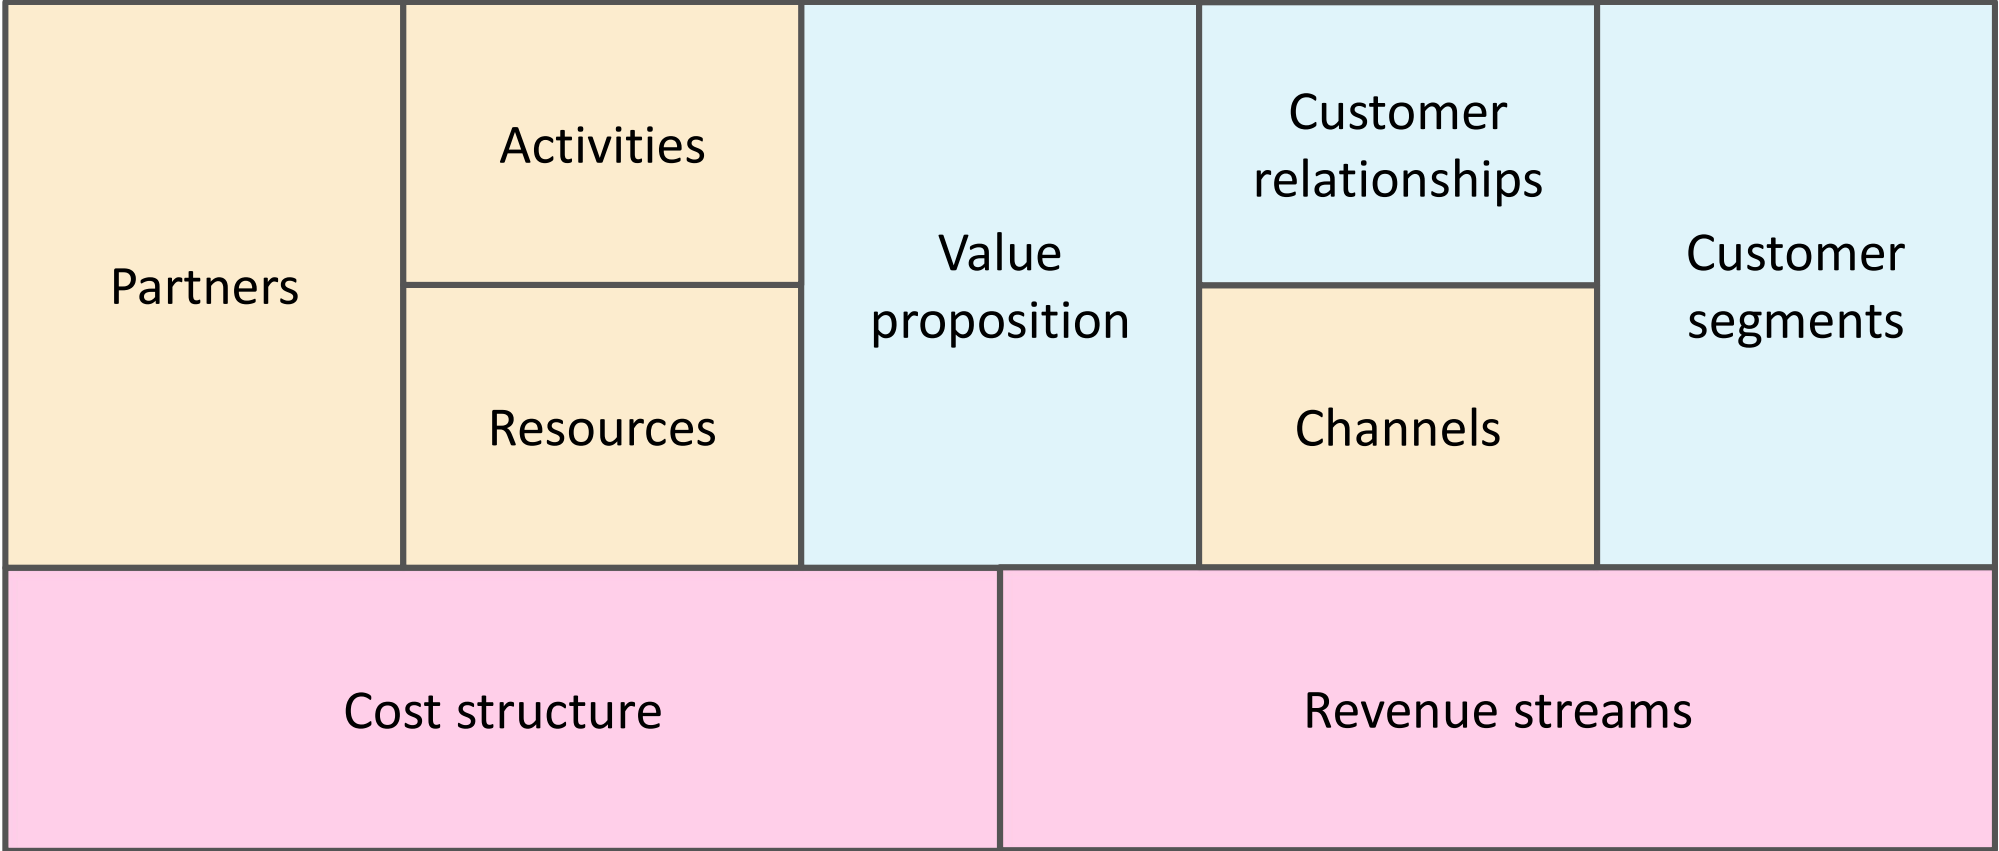 Partners
Activities
Resources
Value
proposition
Customer
relationships
Channels
Customer
segments
Cost structure
Revenue streams